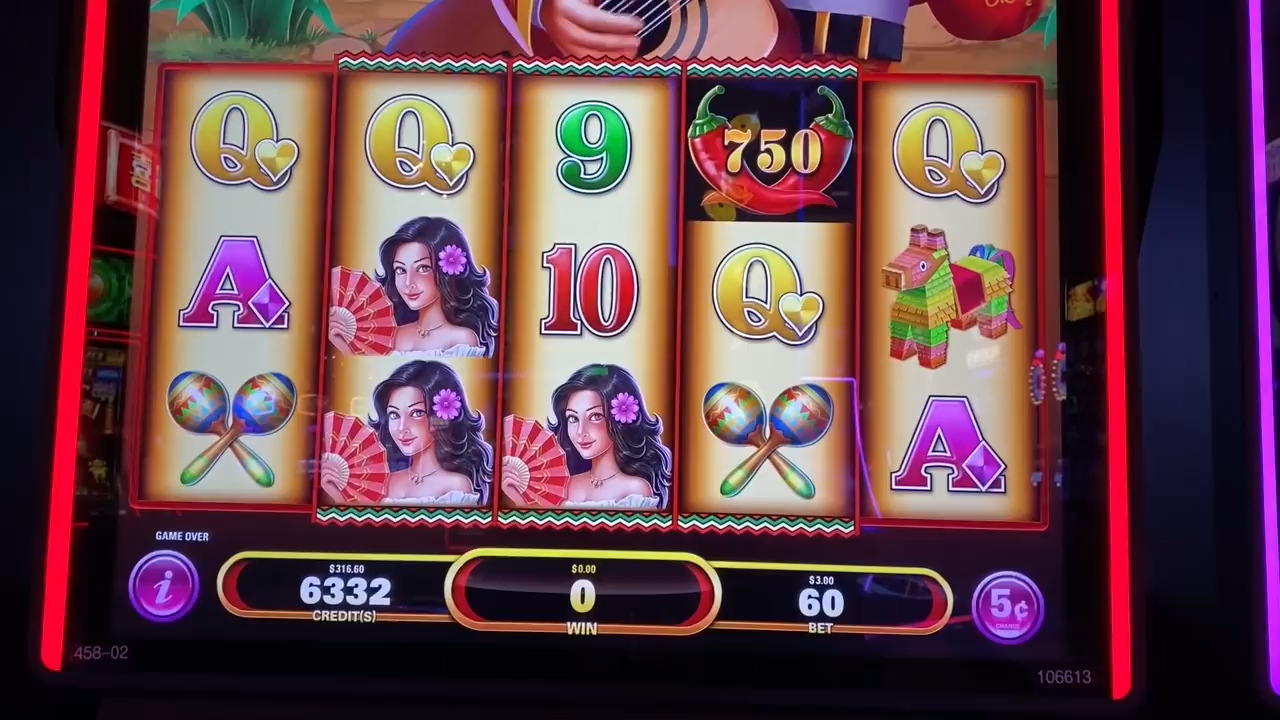 Q Q 9 750 Q
A 10 Q
A
GAME OVER
i
$316.60
6332
CREDIT(S)
$0.00
0
WIN
$3.00
60
BET
5¢
CHANGE
458-02
106613